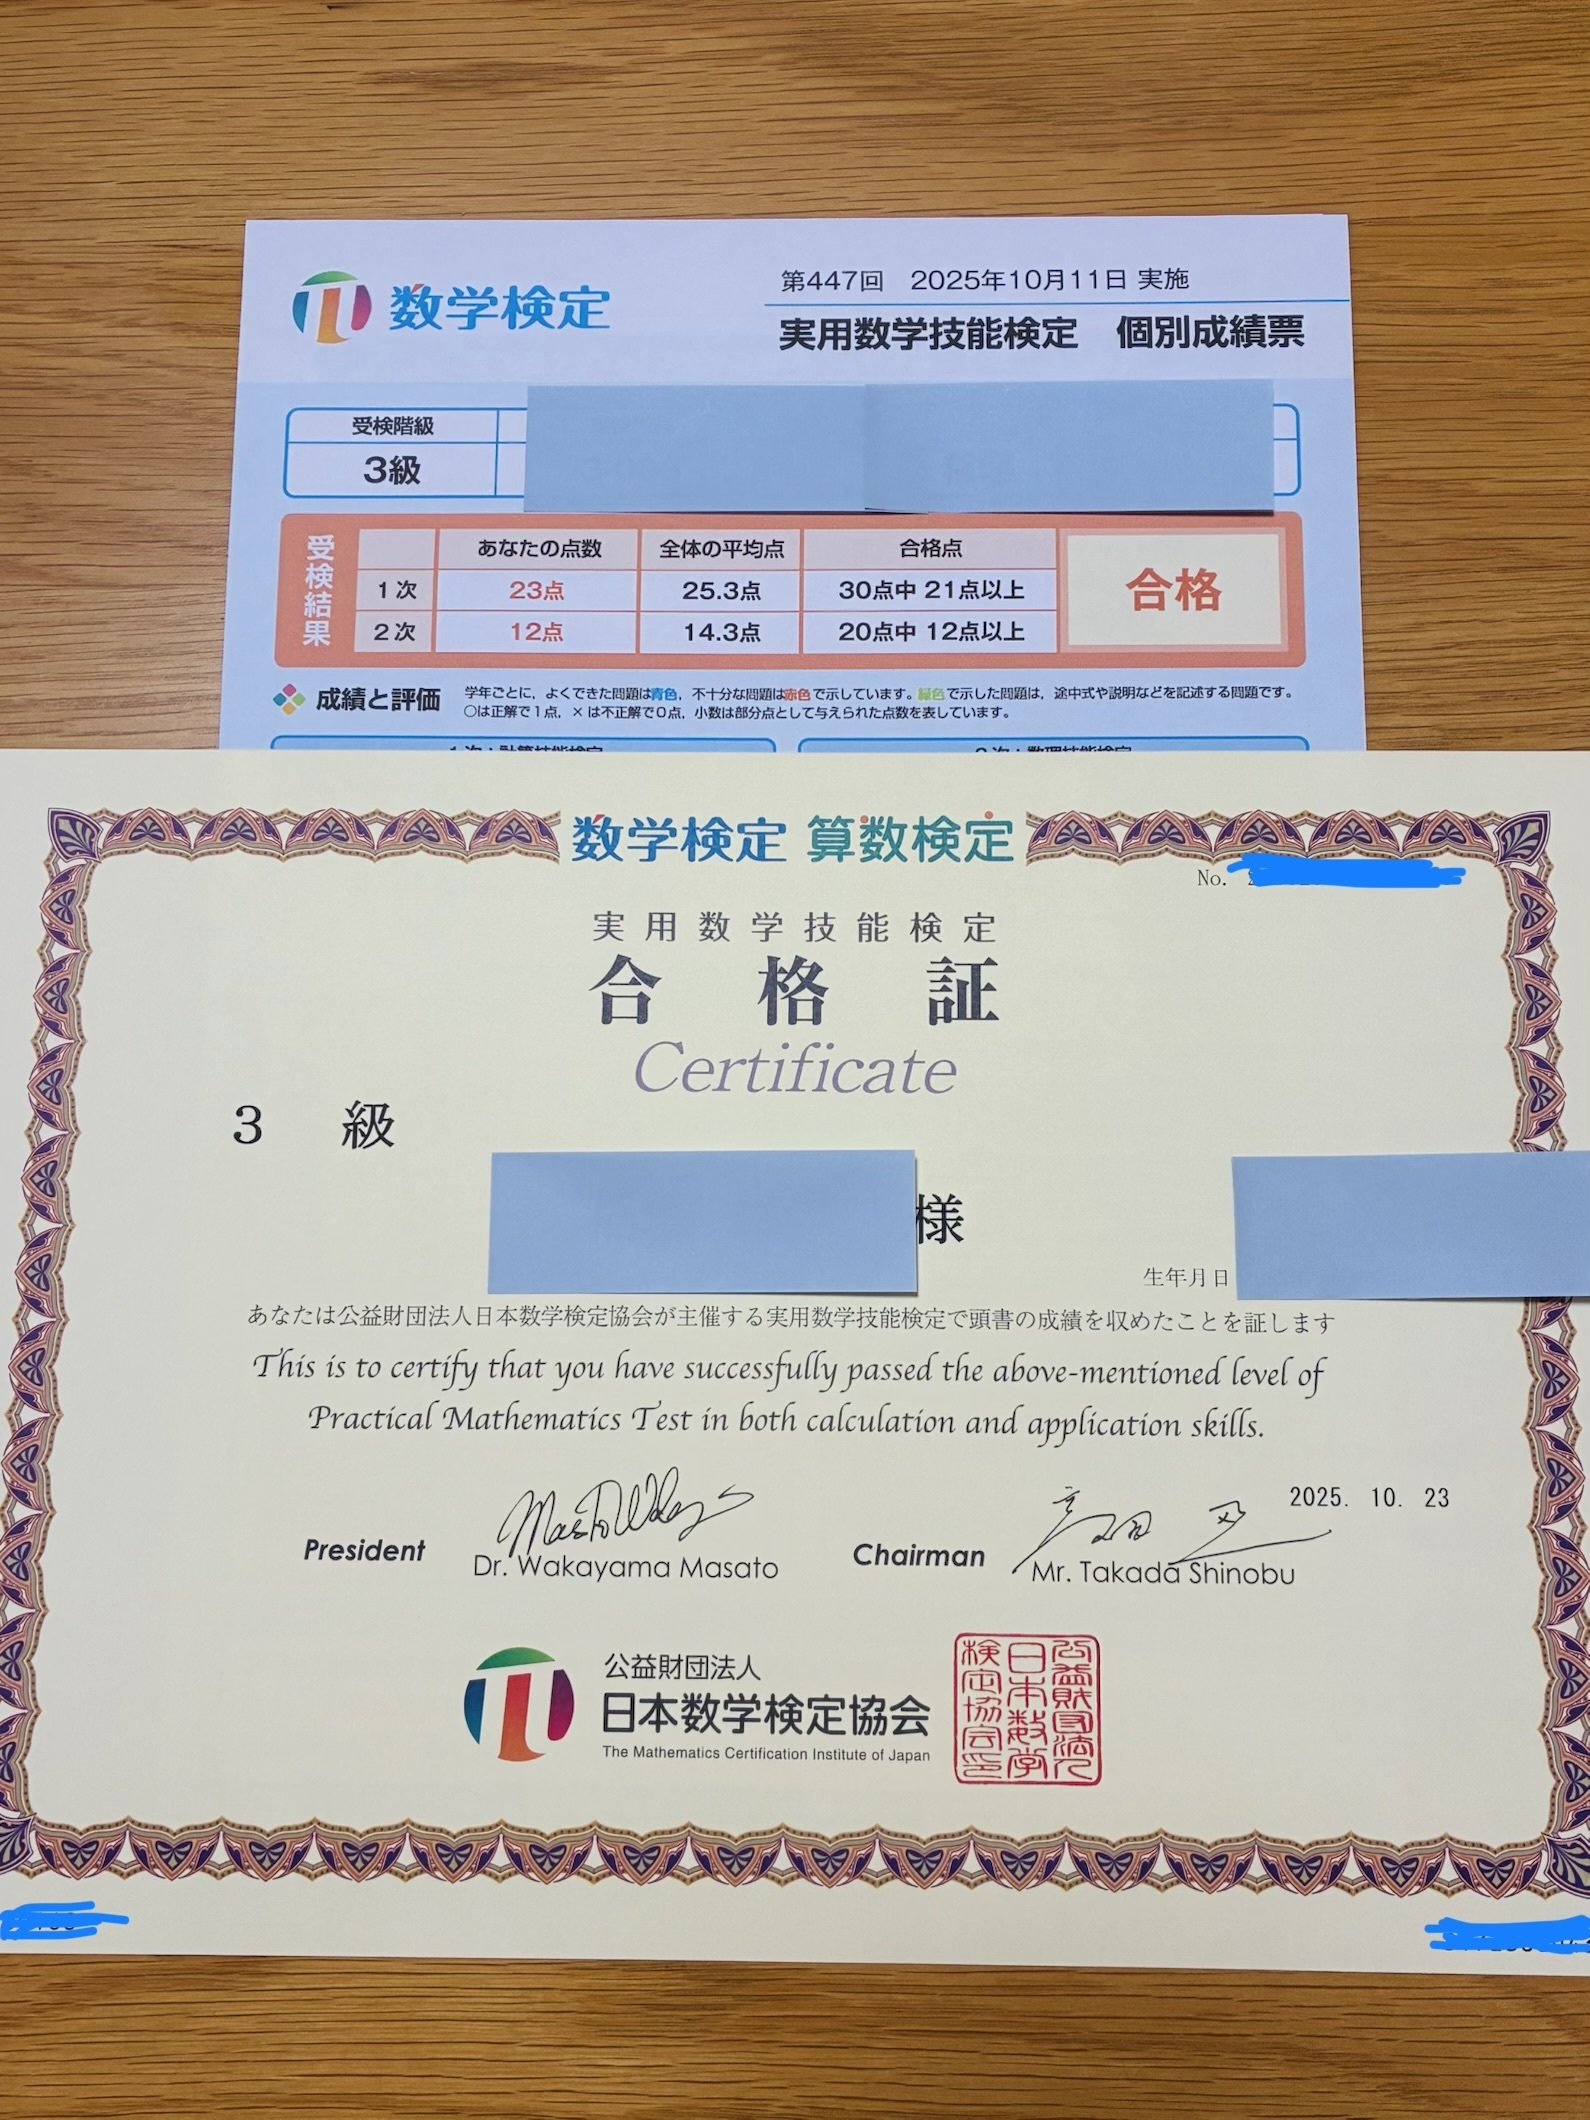 数学検定
第447回 2025年10月11日 実施
実用数学技能検定 個別成績票
受検階級
3級
受検結果
あなたの点数 全体の平均点 合格点
1次 23点 25.3点 30点中 21点以上
2次 12点 14.3点 20点中 12点以上
合格
成績と評価
学年ごとに，よくできた問題は青色，不十分な問題は赤色で示しています。緑色で示した問題は，途中式や説明などを記述する問題です。
○は正解で1点，×は不正解で0点，小数は部分点として与えられた点数を表しています。
1次：計算技能検定
2次：数理技能検定
数学検定 算数検定
No.
実用数学技能検定
合格証
Certificate
3 級
様
生年月日
あなたは公益財団法人日本数学検定協会が主催する実用数学技能検定で頭書の成績を収めたことを証します
This is to certify that you have successfully passed the above-mentioned level of
Practical Mathematics Test in both calculation and application skills.
2025. 10. 23
President
Dr. Wakayama Masato
Chairman
Mr. Takada Shinobu
公益財団法人
日本数学検定協会
The Mathematics Certification Institute of Japan
公益財団法人
日本数学
検定協会印